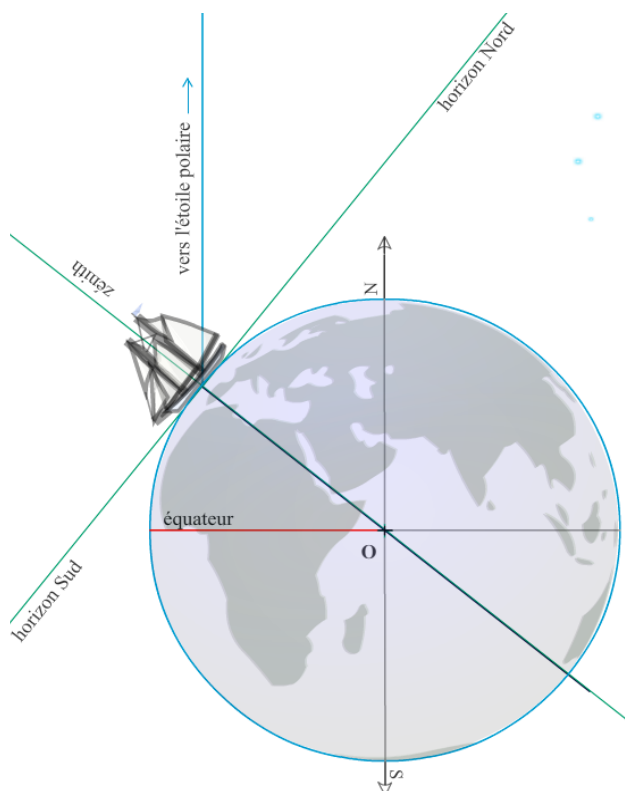 horizon Nord
vers l'étoile polaire →
zénith
N
équateur
O
horizon Sud
S